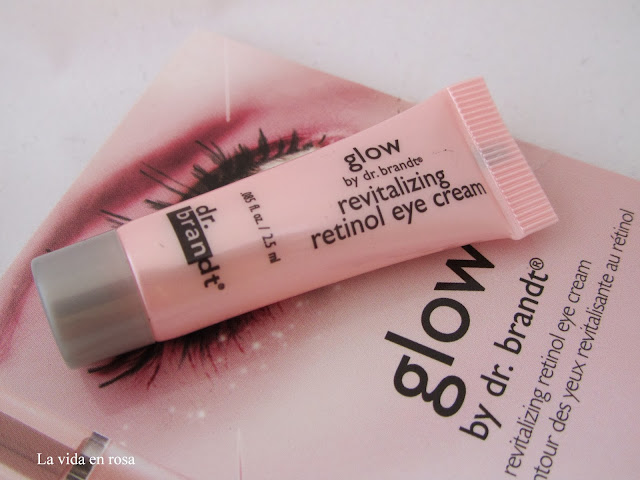 glow
by dr. brandt®
revitalizing
retinol eye cream
.085 fl. oz. / 2.5 ml
dr.
brandt®
glow
by dr. brandt®
revitalizing retinol eye cream
des yeux revitalisante au rétinol
La vida en rosa